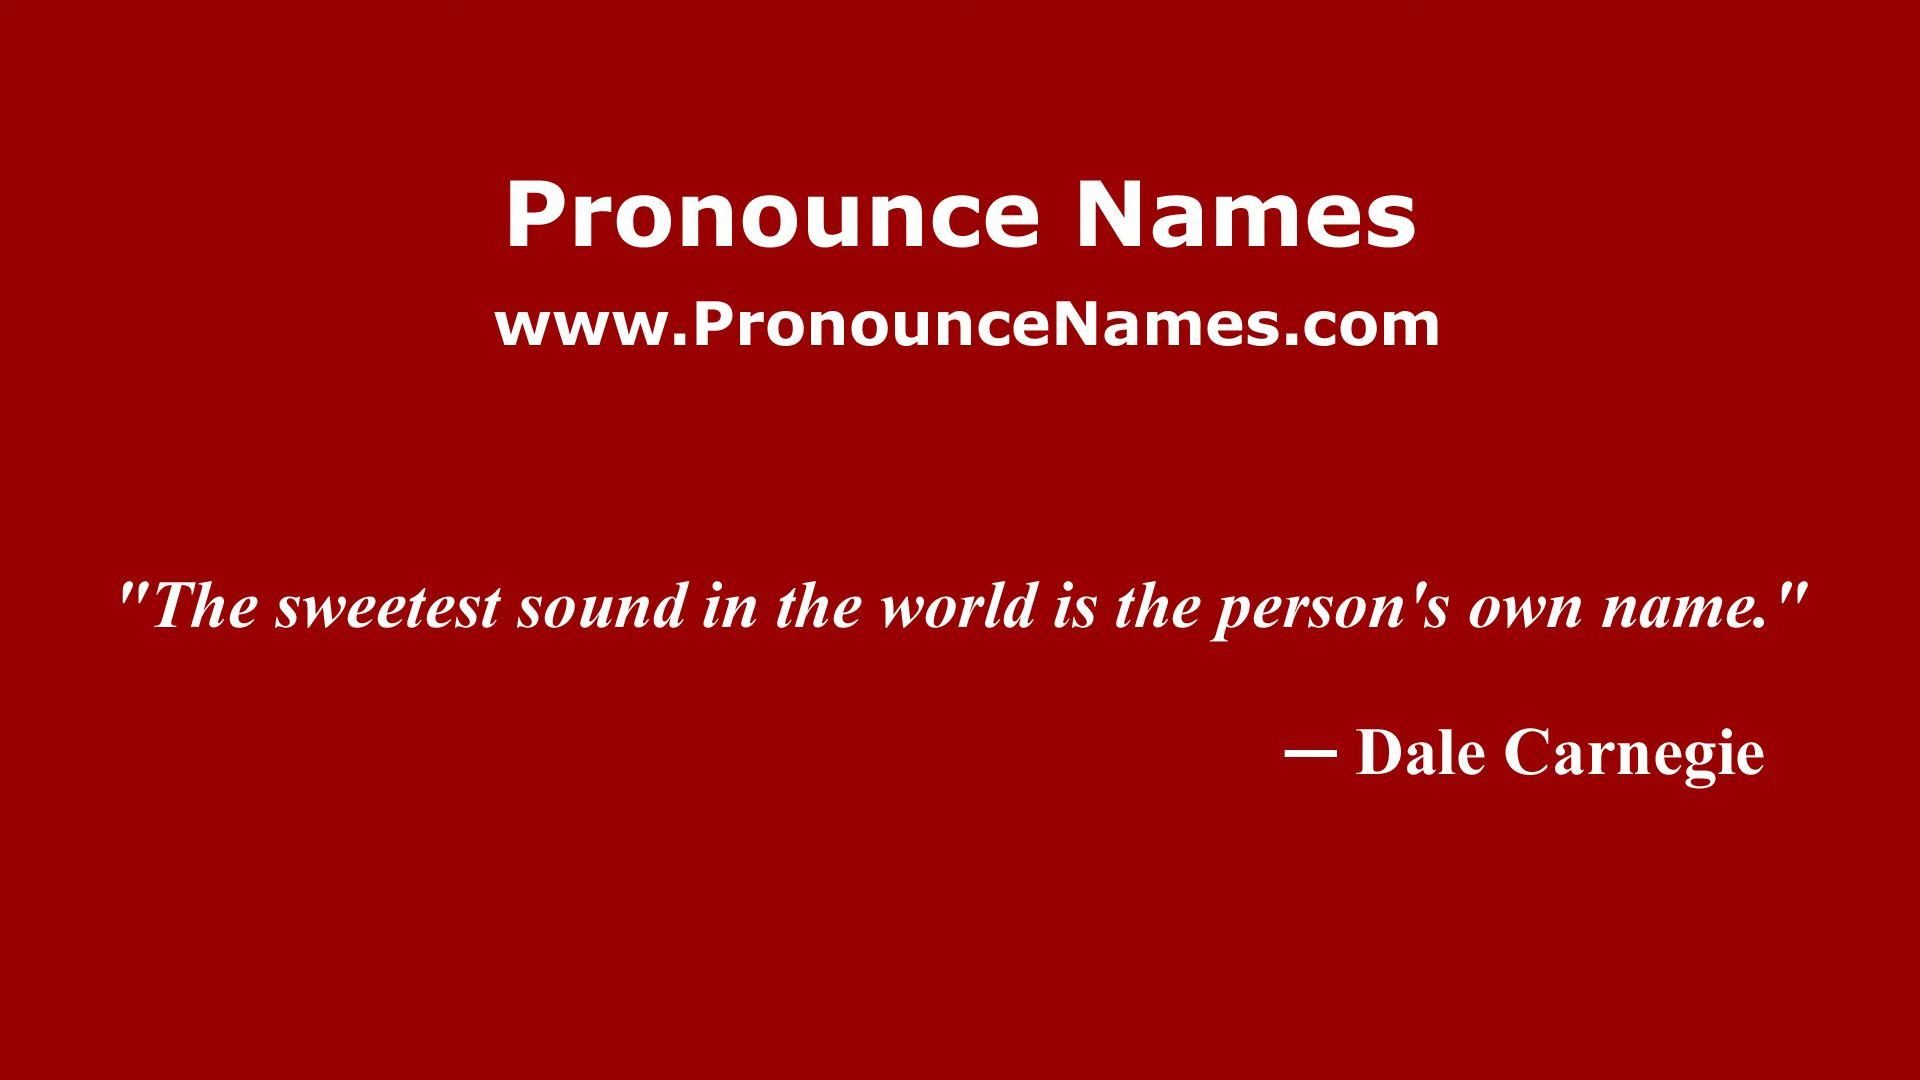 Pronounce Names
www.PronounceNames.com
"The sweetest sound in the world is the person's own name."
— Dale Carnegie